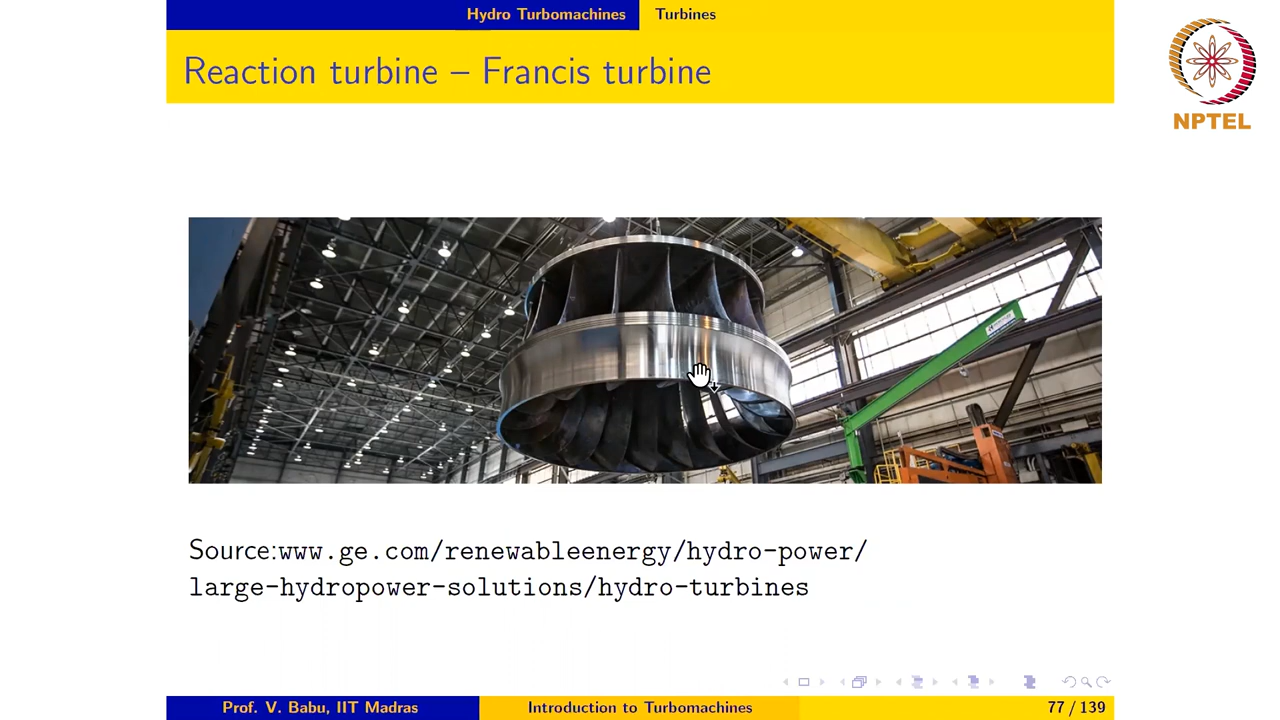 Hydro Turbomachines Turbines
Reaction turbine – Francis turbine
NPTEL
Source:www.ge.com/renewableenergy/hydro-power/
large-hydropower-solutions/hydro-turbines
Prof. V. Babu, IIT Madras Introduction to Turbomachines 77 / 139